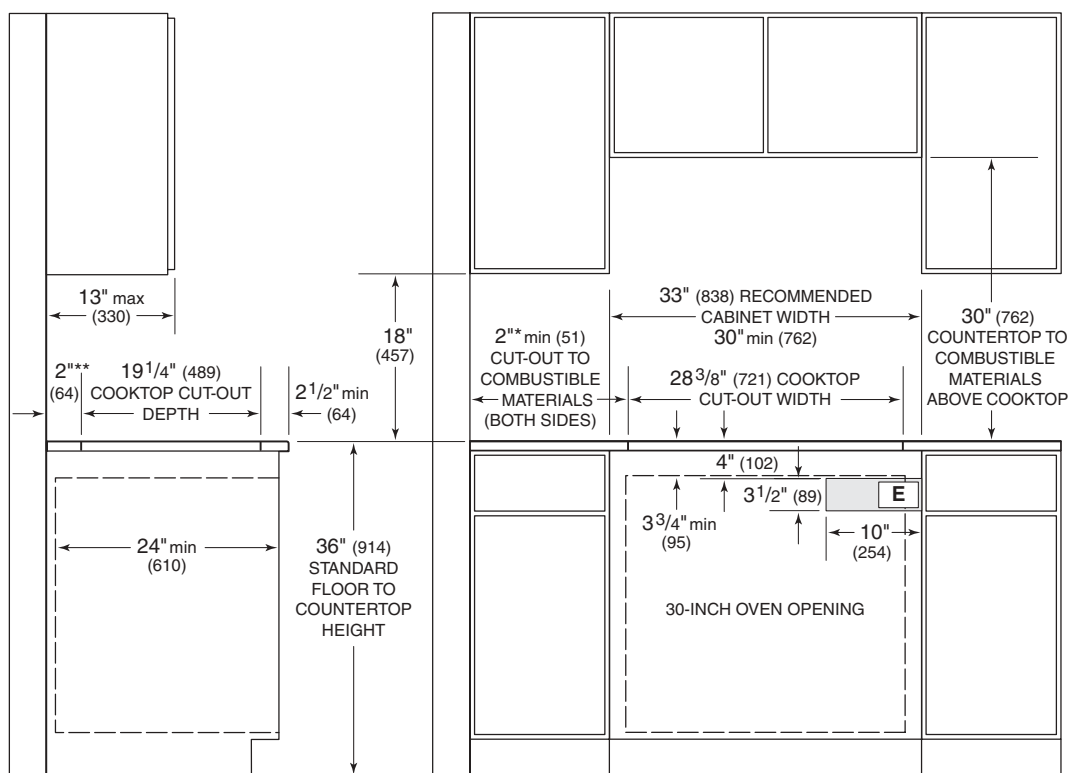 13" max
(330)
2"**
(64)
19 1/4" (489)
COOKTOP CUT-OUT
DEPTH
2 1/2" min
(64)
18"
(457)
24" min
(610)
36" (914)
STANDARD
FLOOR TO
COUNTERTOP
HEIGHT
2"* min (51)
CUT-OUT TO
COMBUSTIBLE
MATERIALS
(BOTH SIDES)
33" (838) RECOMMENDED
CABINET WIDTH
30" min (762)
28 3/8" (721) COOKTOP
CUT-OUT WIDTH
30" (762)
COUNTERTOP TO
COMBUSTIBLE
MATERIALS
ABOVE COOKTOP
4" (102)
3 1/2" (89)
E
3 3/4" min
(95)
10"
(254)
30-INCH OVEN OPENING